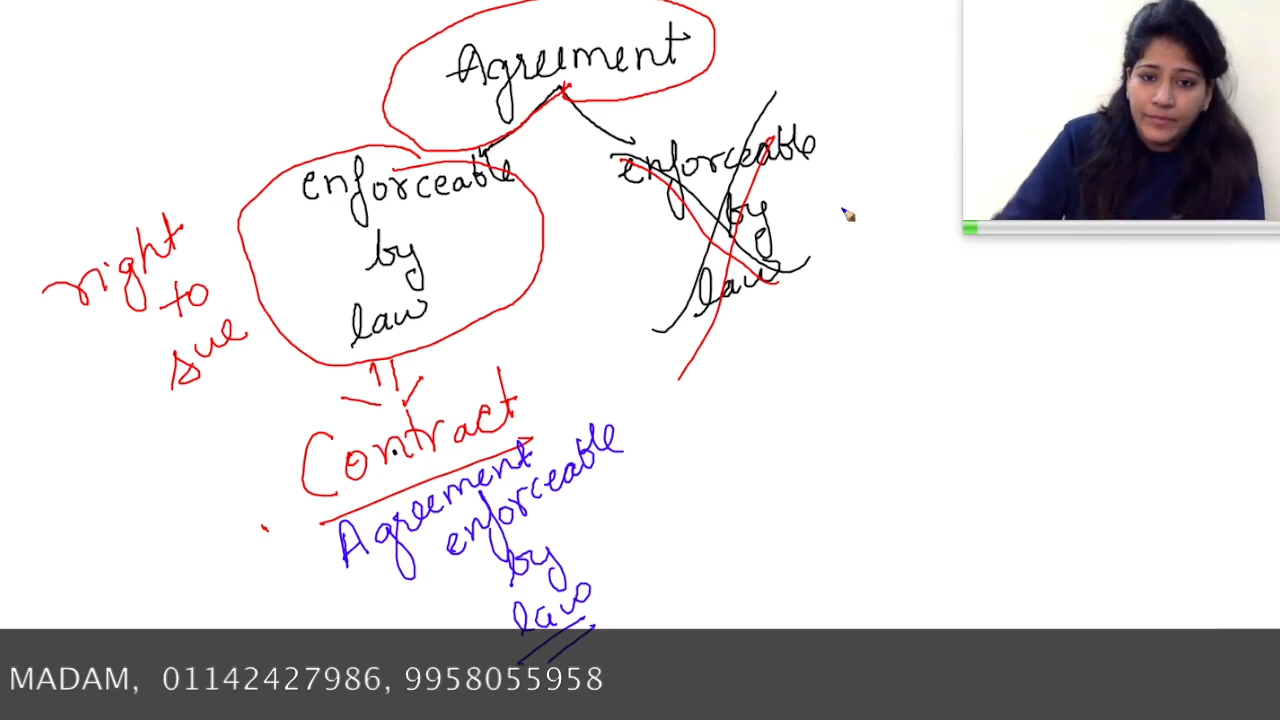 Agreement
enforceable
by
law
enforceable
by
law
right
to
sue
Contract
Agreement
enforceable
by
law
MADAM, 01142427986, 9958055958